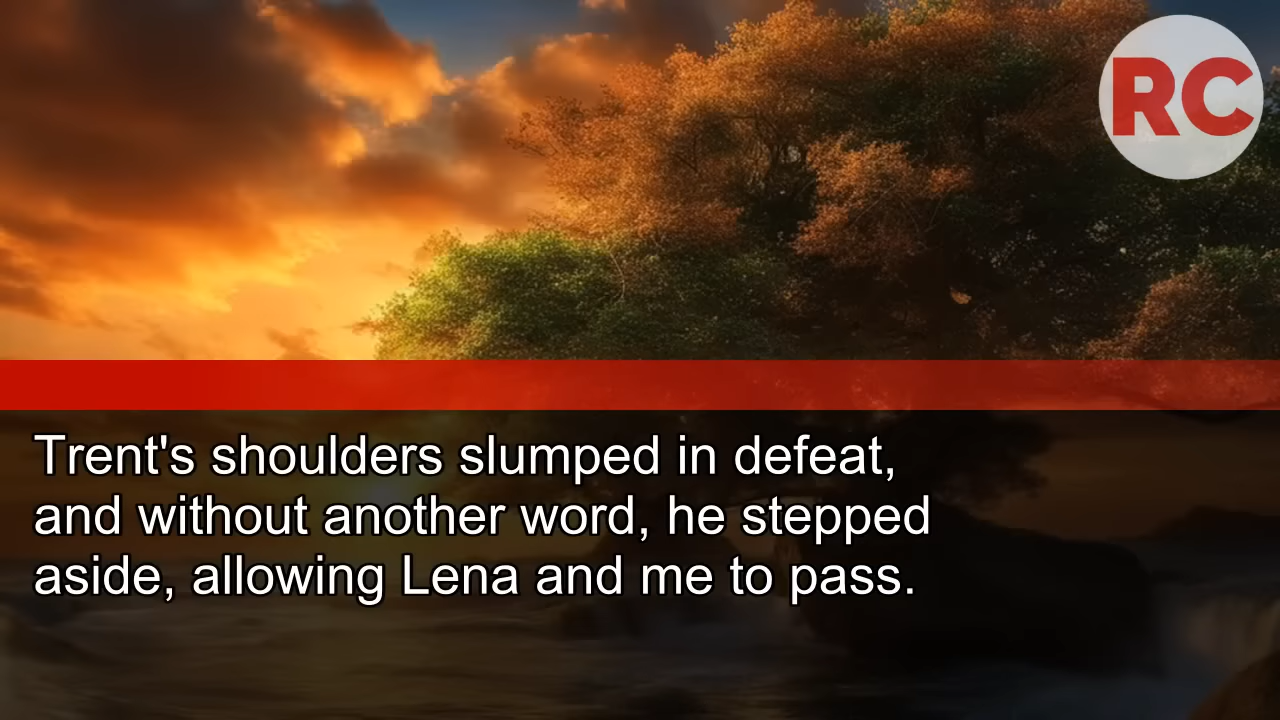 RC
Trent's shoulders slumped in defeat,
and without another word, he stepped
aside, allowing Lena and me to pass.